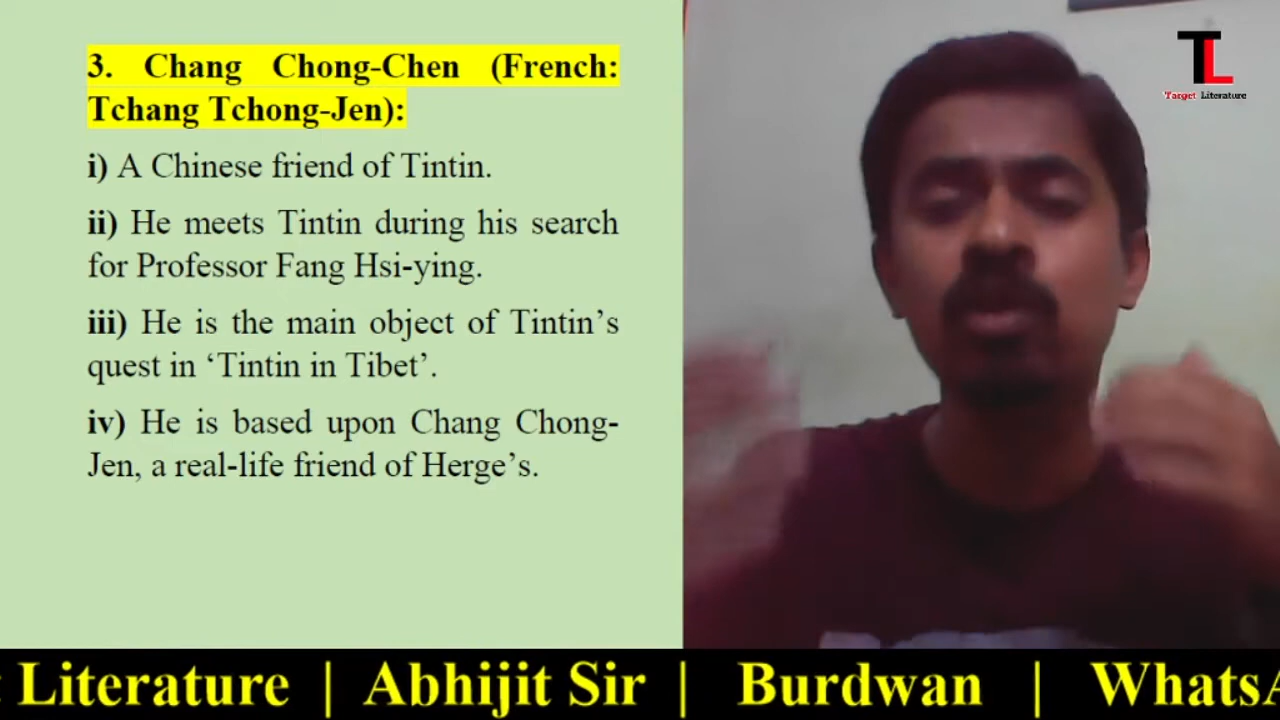 3. Chang Chong-Chen (French:
Tchang Tchong-Jen):
i) A Chinese friend of Tintin.
ii) He meets Tintin during his search
for Professor Fang Hsi-ying.
iii) He is the main object of Tintin’s
quest in ‘Tintin in Tibet’.
iv) He is based upon Chang Chong-
Jen, a real-life friend of Herge’s.
TL
Target Literature
Literature | Abhijit Sir | Burdwan | WhatsA